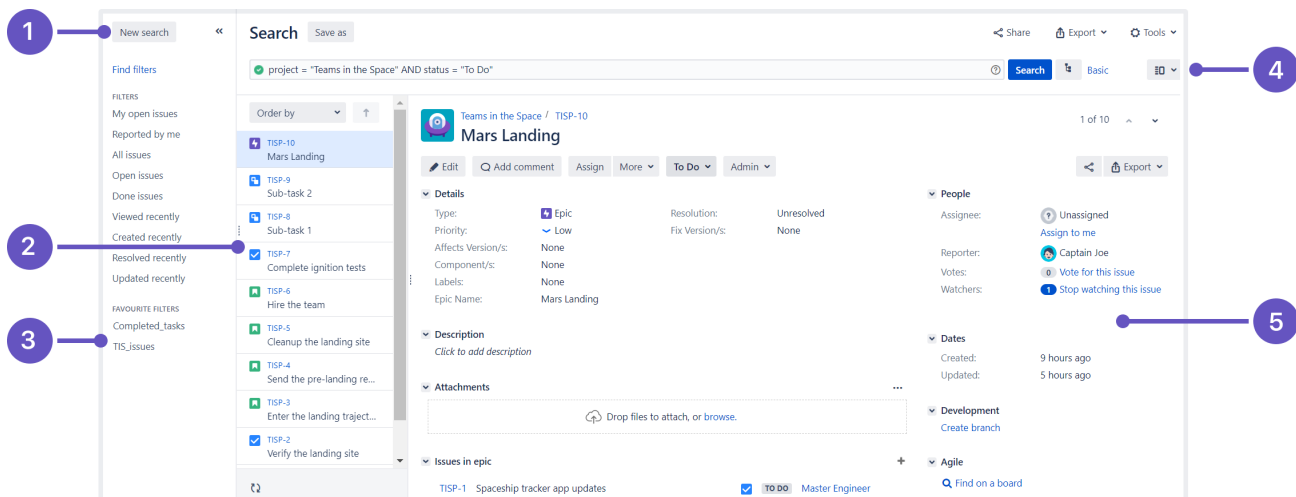 1
New search
«
Find filters
FILTERS
My open issues
Reported by me
All issues
Open issues
Done issues
Viewed recently
Created recently
Resolved recently
Updated recently
FAVOURITE FILTERS
Completed_tasks
TIS_issues
2
3
Search Save as
Share Export Tools
project = "Teams in the Space" AND status = "To Do"
Search Basic
4
Order by
TISP-10
Mars Landing
TISP-9
Sub-task 2
TISP-8
Sub-task 1
TISP-7
Complete ignition tests
TISP-6
Hire the team
TISP-5
Cleanup the landing site
TISP-4
Send the pre-landing re...
TISP-3
Enter the landing traject...
TISP-2
Verify the landing site
Teams in the Space / TISP-10
Mars Landing
1 of 10
Edit Add comment Assign More To Do Admin
Export
Details
Type: Epic
Priority: Low
Affects Version/s: None
Component/s: None
Labels: None
Epic Name: Mars Landing
Resolution: Unresolved
Fix Version/s: None
Description
Click to add description
Attachments
...
Drop files to attach, or browse.
Issues in epic
+
TISP-1 Spaceship tracker app updates TO DO Master Engineer
People
Assignee: Unassigned
Assign to me
Reporter: Captain Joe
Votes: 0 Vote for this issue
Watchers: 1 Stop watching this issue
5
Dates
Created: 9 hours ago
Updated: 5 hours ago
Development
Create branch
Agile
Find on a board